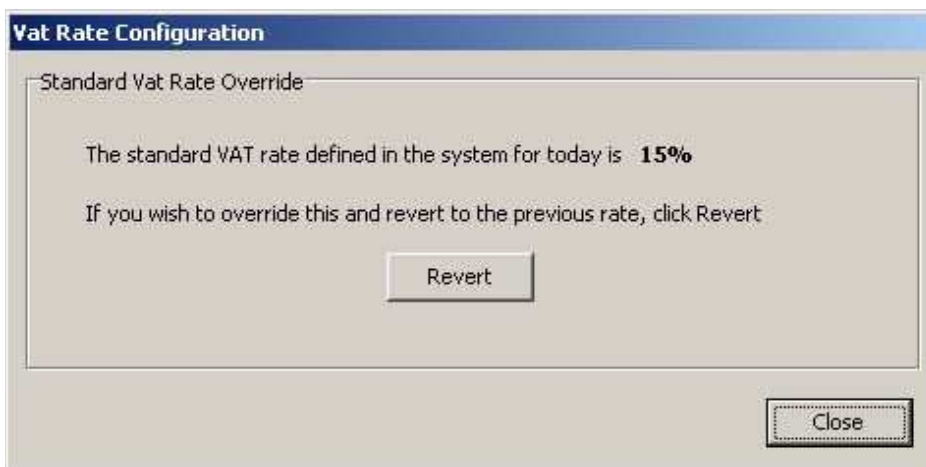 Vat Rate Configuration
Standard Vat Rate Override
The standard VAT rate defined in the system for today is 15%
If you wish to override this and revert to the previous rate, click Revert
Revert
Close